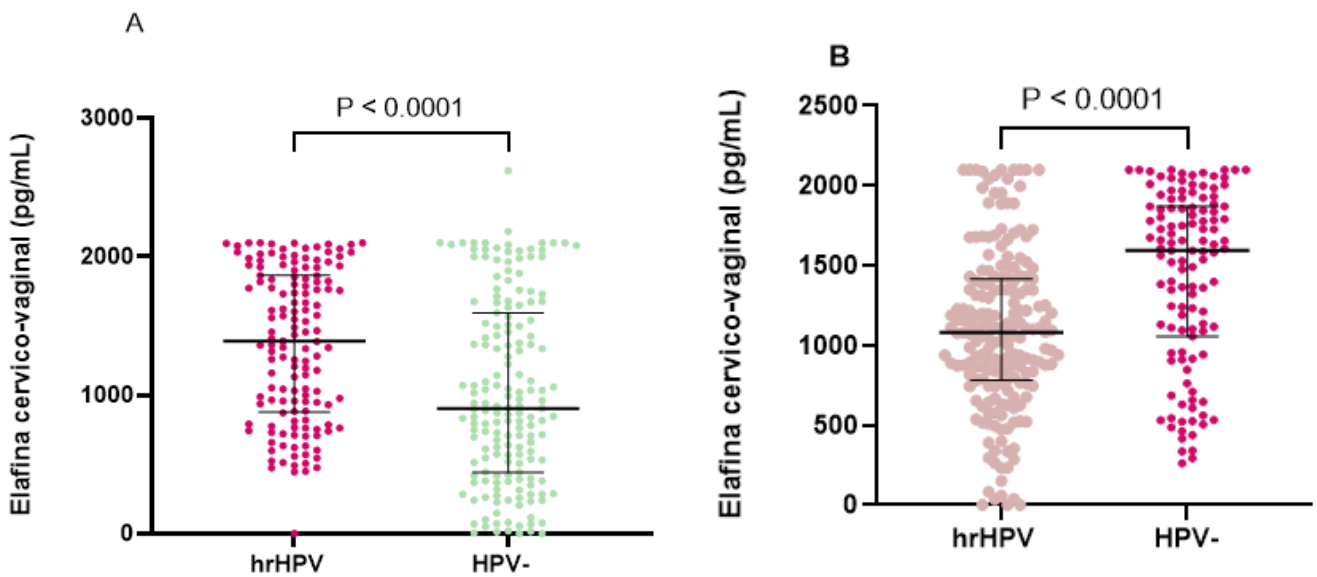 A
P < 0.0001
Elafina cervico-vaginal (pg/mL)
3000
2000
1000
0
hrHPV HPV-
B
P < 0.0001
Elafina cervico-vaginal (pg/mL)
2500
2000
1500
1000
500
0
hrHPV HPV-